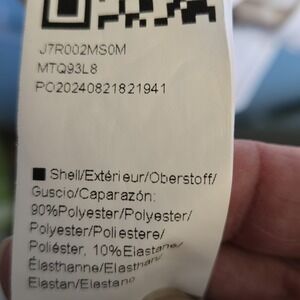 J7R002MS0M
MTQ93L8
PO20240821821941
Shell/Extérieur/Oberstoff/
Guscio/Caparazón:
90%Polyester/Polyester/
Polyester/Poliestere/
Poliéster, 10%Elastane/
Élasthanne/Elasthan/
Elastan/Elastano